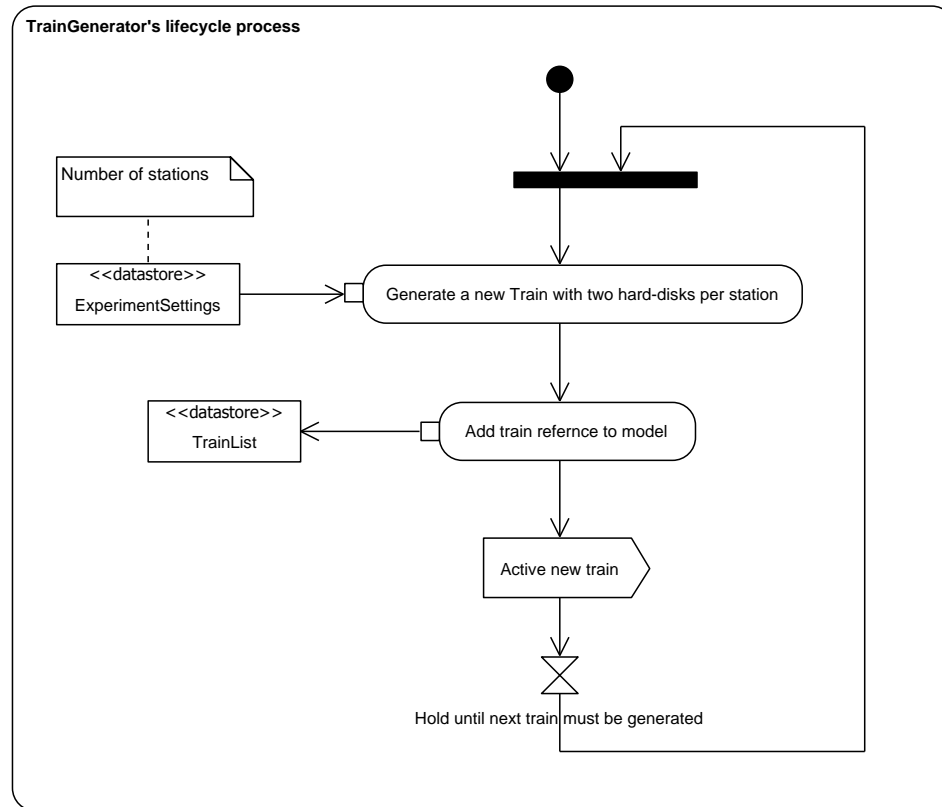 TrainGenerator's lifecycle process
Number of stations
<<datastore>>
ExperimentSettings
Generate a new Train with two hard-disks per station
<<datastore>>
TrainList
Add train refernce to model
Active new train
Hold until next train must be generated